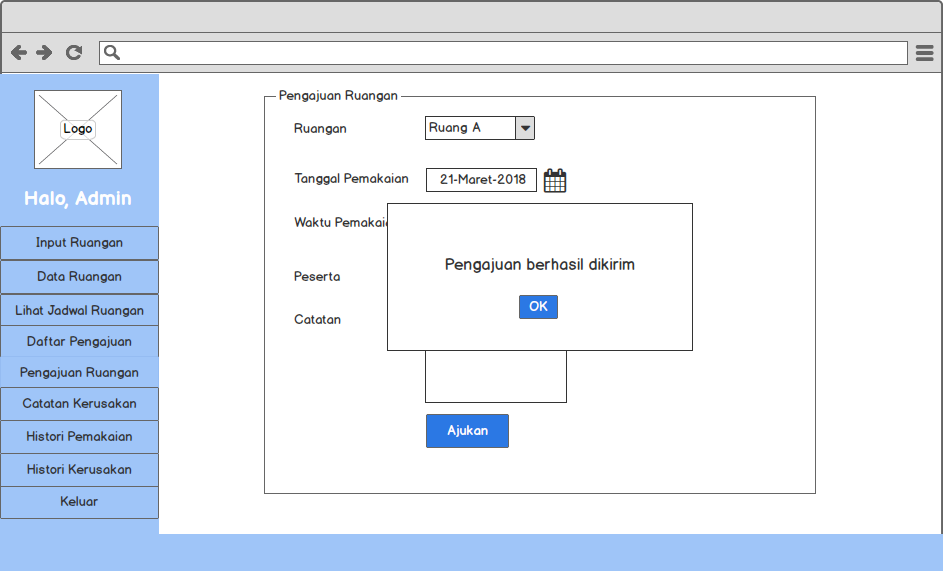 Logo
Halo, Admin
Input Ruangan
Data Ruangan
Lihat Jadwal Ruangan
Daftar Pengajuan
Pengajuan Ruangan
Catatan Kerusakan
Histori Pemakaian
Histori Kerusakan
Keluar
Pengajuan Ruangan
Ruangan
Ruang A
Tanggal Pemakaian
21-Maret-2018
Waktu
Peserta
Catatan
Pengajuan berhasil dikirim
OK
Ajukan